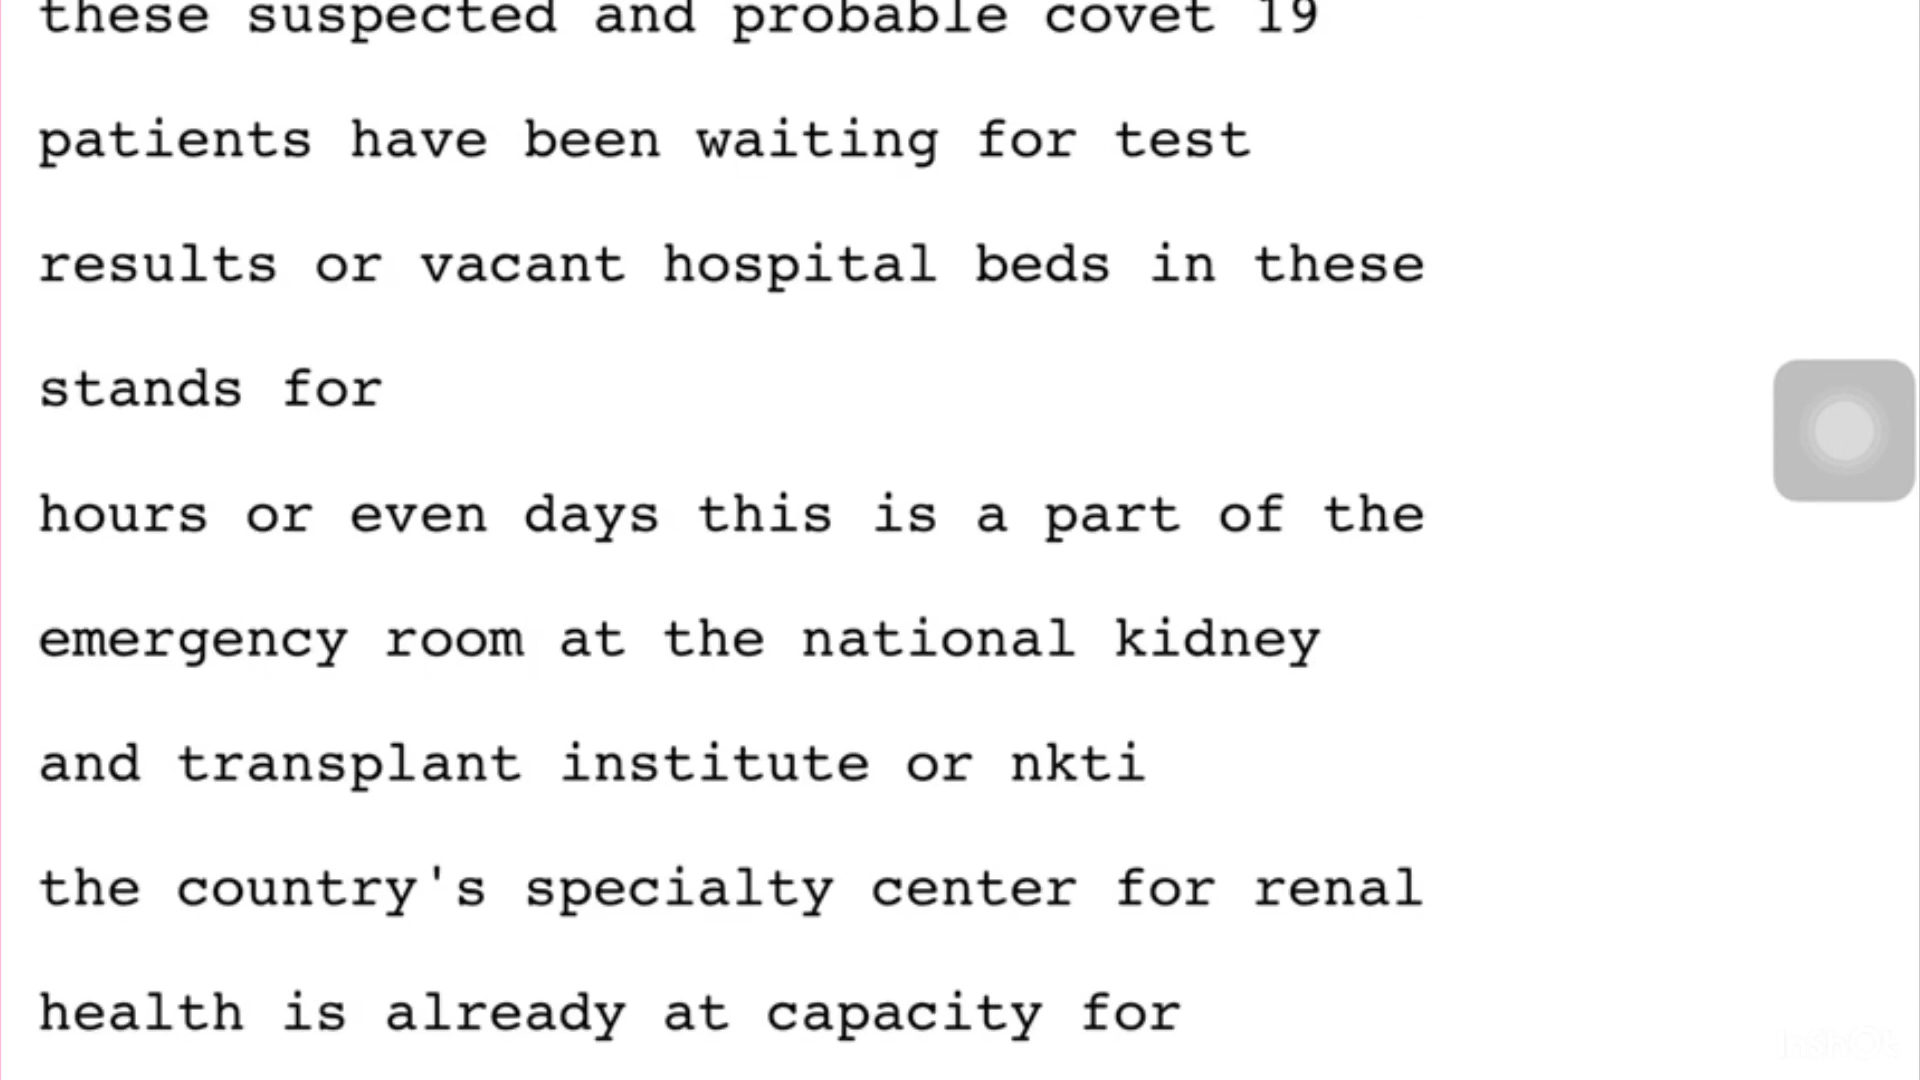 these suspected and probable covet 19
patients have been waiting for test
results or vacant hospital beds in these
stands for
hours or even days this is a part of the
emergency room at the national kidney
and transplant institute or nkti
the country's specialty center for renal
health is already at capacity for